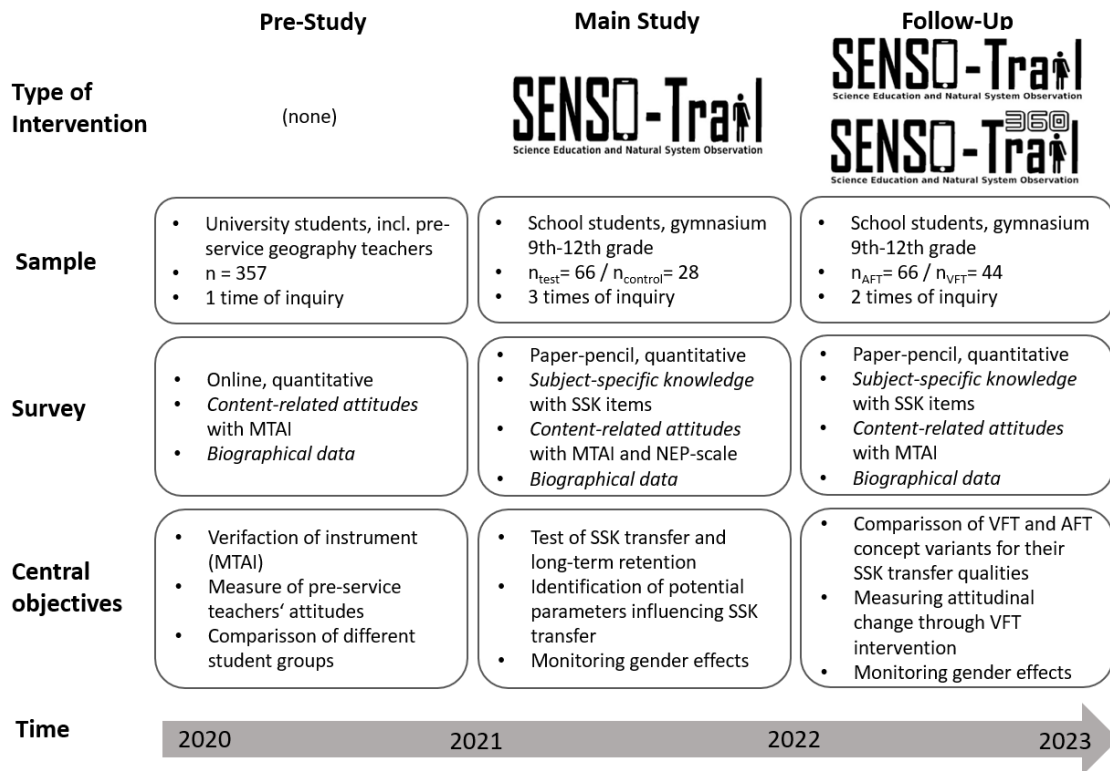 Pre-Study
Main Study
Follow-Up
Type of
Intervention
(none)
SENSO-Trail
Science Education and Natural System Observation
SENSO-Trail
Science Education and Natural System Observation
360
SENSO-Trail
Sample
• University students, incl. pre-
service geography teachers
• n = 357
• 1 time of inquiry
• School students, gymnasium
9th-12th grade
• ntest= 66 / ncontrol= 28
• 3 times of inquiry
• School students, gymnasium
9th-12th grade
• nAFT= 66 / nVFT= 44
• 2 times of inquiry
Survey
• Online, quantitative
• Content-related attitudes
with MTAI
• Biographical data
• Paper-pencil, quantitative
• Subject-specific knowledge
with SSK items
• Content-related attitudes
with MTAI and NEP-scale
• Biographical data
• Paper-pencil, quantitative
• Subject-specific knowledge
with SSK items
• Content-related attitudes
with MTAI
• Biographical data
Central
objectives
• Verifaction of instrument
(MTAI)
• Measure of pre-service
teachers‘ attitudes
• Comparisson of different
student groups
• Test of SSK transfer and
long-term retention
• Identification of potential
parameters influencing SSK
transfer
• Monitoring gender effects
• Comparisson of VFT and AFT
concept variants for their
SSK transfer qualities
• Measuring attitudinal
change through VFT
intervention
• Monitoring gender effects
Time
2020
2021
2022
2023